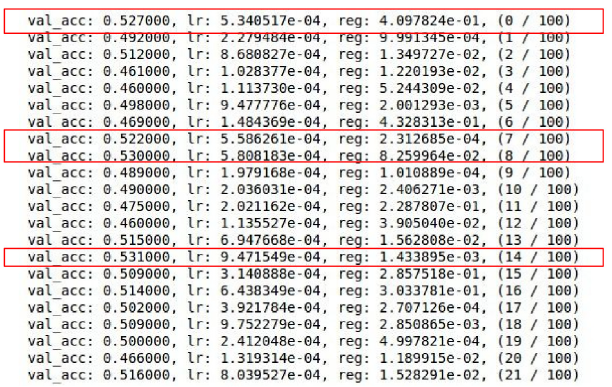 val_acc: 0.527000, lr: 5.340517e-04, reg: 4.097824e-01, (0 / 100)
val_acc: 0.492000, lr: 2.279484e-04, reg: 9.991345e-04, (1 / 100)
val_acc: 0.512000, lr: 8.680827e-04, reg: 1.349727e-02, (2 / 100)
val_acc: 0.461000, lr: 1.028377e-04, reg: 1.220193e-02, (3 / 100)
val_acc: 0.460000, lr: 1.113730e-04, reg: 5.244309e-02, (4 / 100)
val_acc: 0.498000, lr: 9.477776e-04, reg: 2.001293e-03, (5 / 100)
val_acc: 0.469000, lr: 1.484369e-04, reg: 4.328313e-01, (6 / 100)
val_acc: 0.522000, lr: 5.586261e-04, reg: 2.312685e-04, (7 / 100)
val_acc: 0.530000, lr: 5.808183e-04, reg: 8.259964e-02, (8 / 100)
val_acc: 0.489000, lr: 1.979168e-04, reg: 1.010889e-04, (9 / 100)
val_acc: 0.490000, lr: 2.036031e-04, reg: 2.406271e-03, (10 / 100)
val_acc: 0.475000, lr: 2.021162e-04, reg: 2.287807e-01, (11 / 100)
val_acc: 0.460000, lr: 1.135527e-04, reg: 3.905040e-02, (12 / 100)
val_acc: 0.515000, lr: 6.947668e-04, reg: 1.562808e-02, (13 / 100)
val_acc: 0.531000, lr: 9.471549e-04, reg: 1.433895e-03, (14 / 100)
val_acc: 0.509000, lr: 3.140888e-04, reg: 2.857518e-01, (15 / 100)
val_acc: 0.514000, lr: 6.438349e-04, reg: 3.033781e-01, (16 / 100)
val_acc: 0.502000, lr: 3.921784e-04, reg: 2.707126e-04, (17 / 100)
val_acc: 0.509000, lr: 9.752279e-04, reg: 2.850865e-03, (18 / 100)
val_acc: 0.500000, lr: 2.412048e-04, reg: 4.997821e-04, (19 / 100)
val_acc: 0.466000, lr: 1.319314e-04, reg: 1.189915e-02, (20 / 100)
val_acc: 0.516000, lr: 8.039527e-04, reg: 1.528291e-02, (21 / 100)